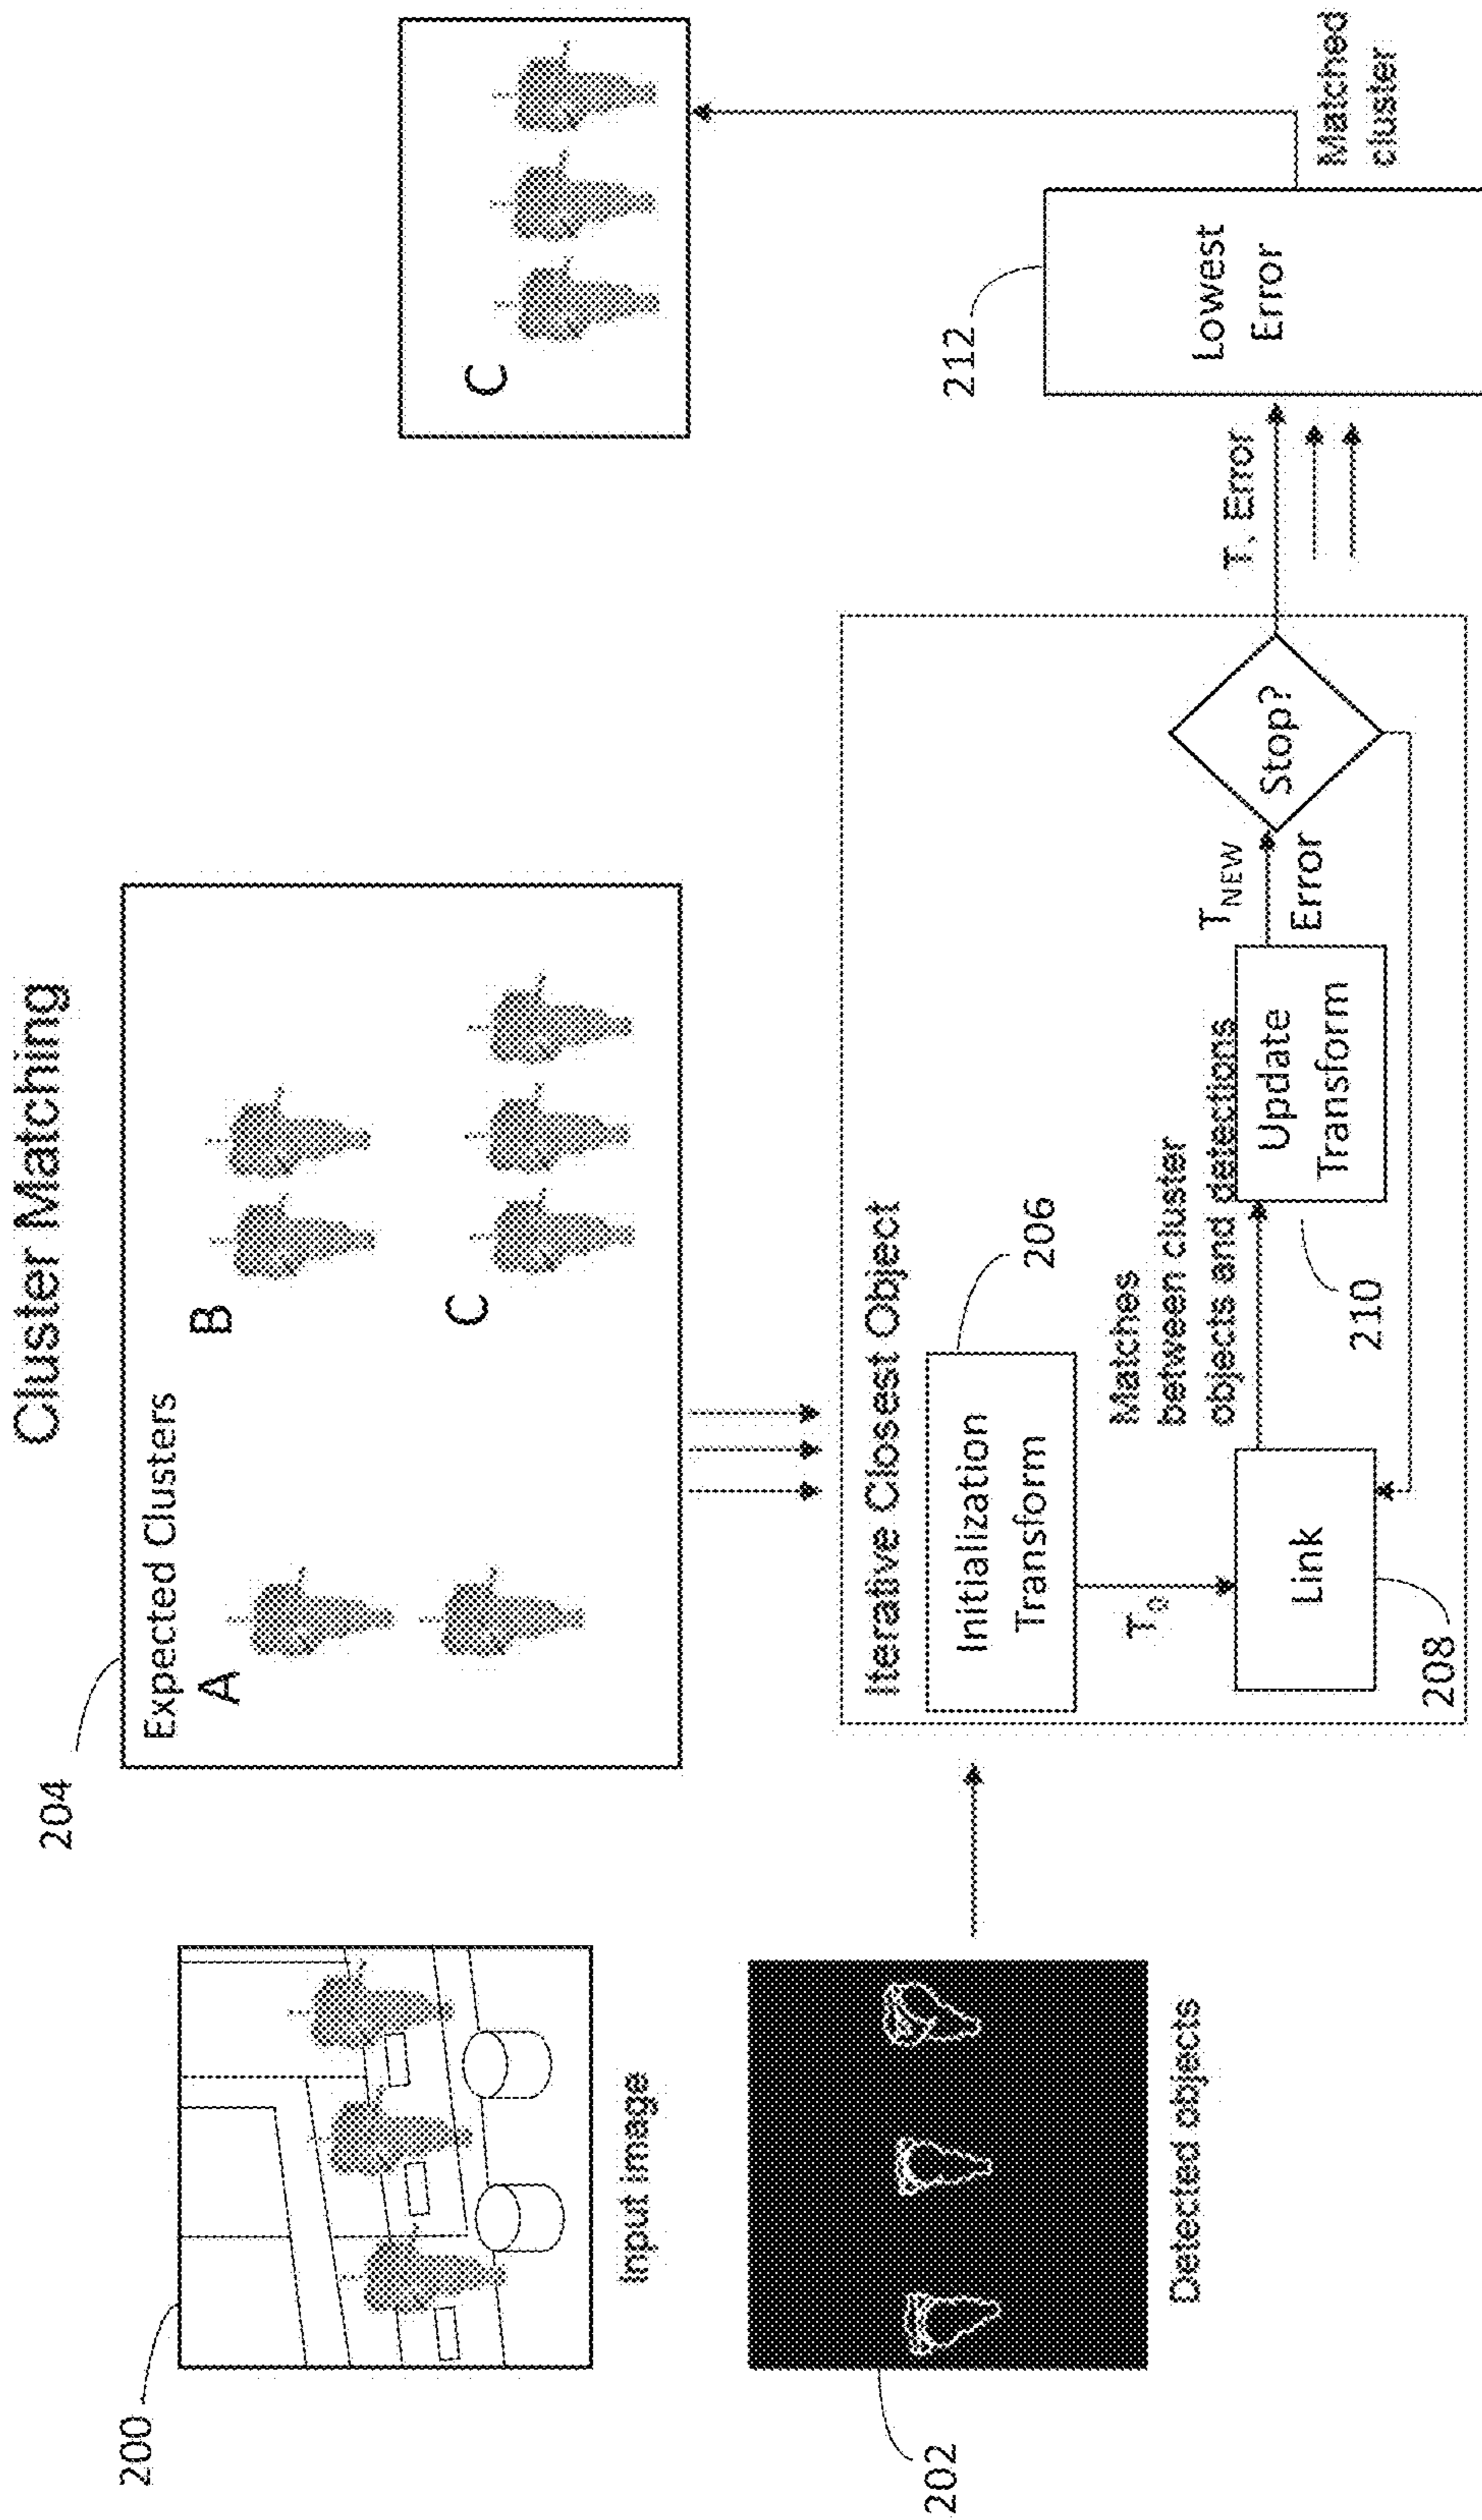 Cluster Matching
200
Input image
202
Detected objects
204
Expected Clusters
A
B
C
Iterative Closest Object
Initialization
Transform
206
T0
Link
208
Matches
between cluster
objects and detections
Update
Transform
210
TNEW
Error
Stop?
T, Error
212
Lowest
Error
Matched
cluster
C